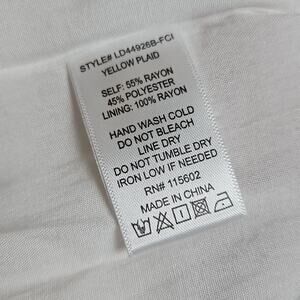 STYLE# LD44926B-FCI
YELLOW PLAID
SELF: 55% RAYON
45% POLYESTER
LINING: 100% RAYON
HAND WASH COLD
DO NOT BLEACH
LINE DRY
DO NOT TUMBLE DRY
IRON LOW IF NEEDED
RN# 115602
MADE IN CHINA